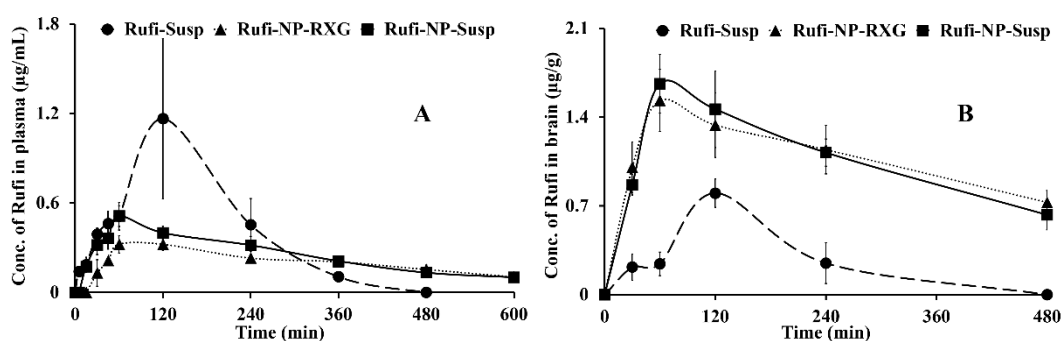 Rufi-Susp Rufi-NP-RXG Rufi-NP-Susp
A
Conc. of Rufi in plasma (µg/mL)
1.8
1.2
0.6
0
0 120 240 360 480 600
Time (min)
Rufi-Susp Rufi-NP-RXG Rufi-NP-Susp
B
Conc. of Rufi in brain (µg/g)
2.1
1.4
0.7
0
0 120 240 360 480
Time (min)